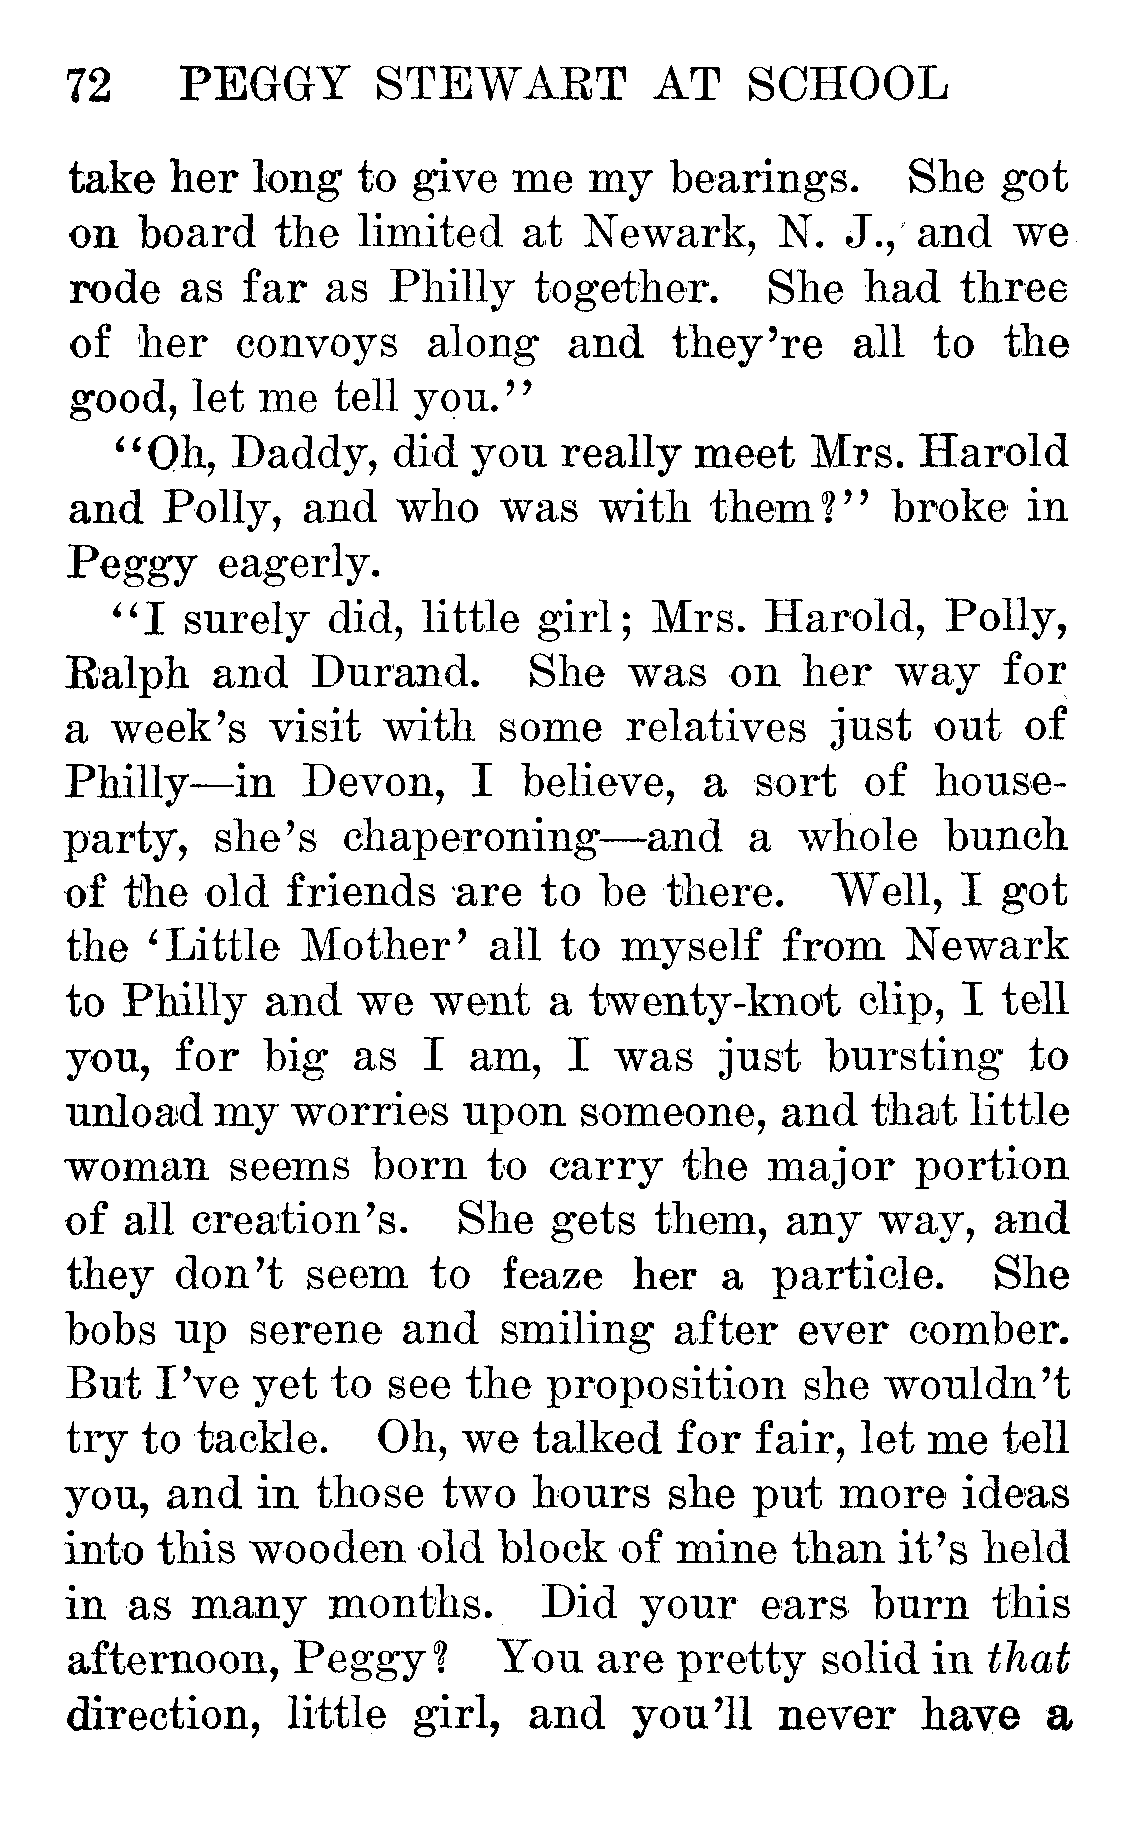 72 PEGGY STEWART AT SCHOOL
take her long to give me my bearings. She got
on board the limited at Newark, N. J., and we
rode as far as Philly together. She had three
of her convoys along and they're all to the
good, let me tell you."
"Oh, Daddy, did you really meet Mrs. Harold
and Polly, and who was with them?" broke in
Peggy eagerly.
"I surely did, little girl; Mrs. Harold, Polly,
Ralph and Durand. She was on her way for
a week's visit with some relatives just out of
Philly—in Devon, I believe, a sort of house-
party, she's chaperoning—and a whole bunch
of the old friends are to be there. Well, I got
the 'Little Mother' all to myself from Newark
to Philly and we went a twenty-knot clip, I tell
you, for big as I am, I was just bursting to
unload my worries upon someone, and that little
woman seems born to carry the major portion
of all creation's. She gets them, any way, and
they don't seem to feaze her a particle. She
bobs up serene and smiling after ever comber.
But I've yet to see the proposition she wouldn't
try to tackle. Oh, we talked for fair, let me tell
you, and in those two hours she put more ideas
into this wooden old block of mine than it's held
in as many months. Did your ears burn this
afternoon, Peggy? You are pretty solid in that
direction, little girl, and you'll never have a